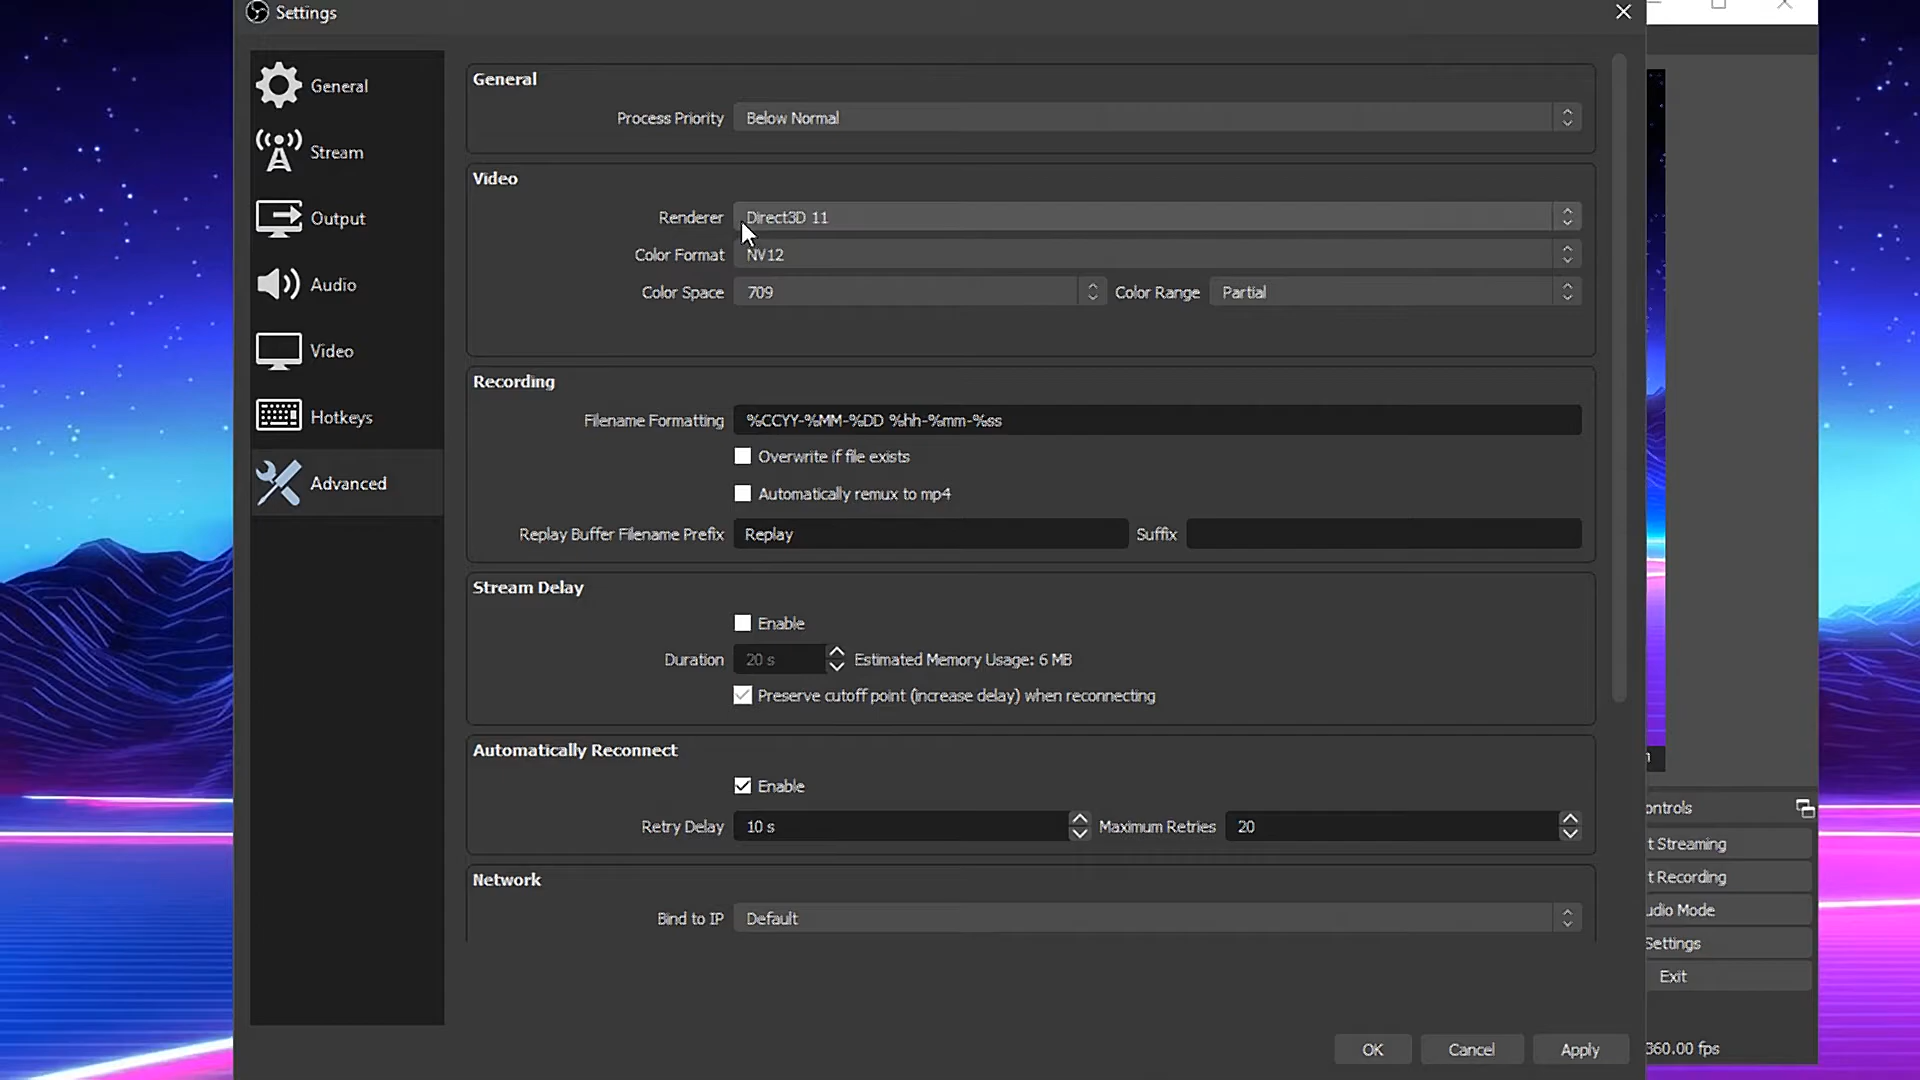 Settings
General
Stream
Output
Audio
Video
Hotkeys
Advanced
General
Process Priority Below Normal
Video
Renderer Direct3D 11
Color Format NV12
Color Space 709 Color Range Partial
Recording
Filename Formatting %CCYY-%MM-%DD %hh-%mm-%ss
Overwrite if file exists
Automatically remux to mp4
Replay Buffer Filename Prefix Replay Suffix
Stream Delay
Enable
Duration 20 s Estimated Memory Usage: 6 MB
Preserve cutoff point (increase delay) when reconnecting
Automatically Reconnect
Enable
Retry Delay 10 s Maximum Retries 20
Network
Bind to IP Default
OK Cancel Apply
ontrols
t Streaming
t Recording
udio Mode
Settings
Exit
360.00 fps